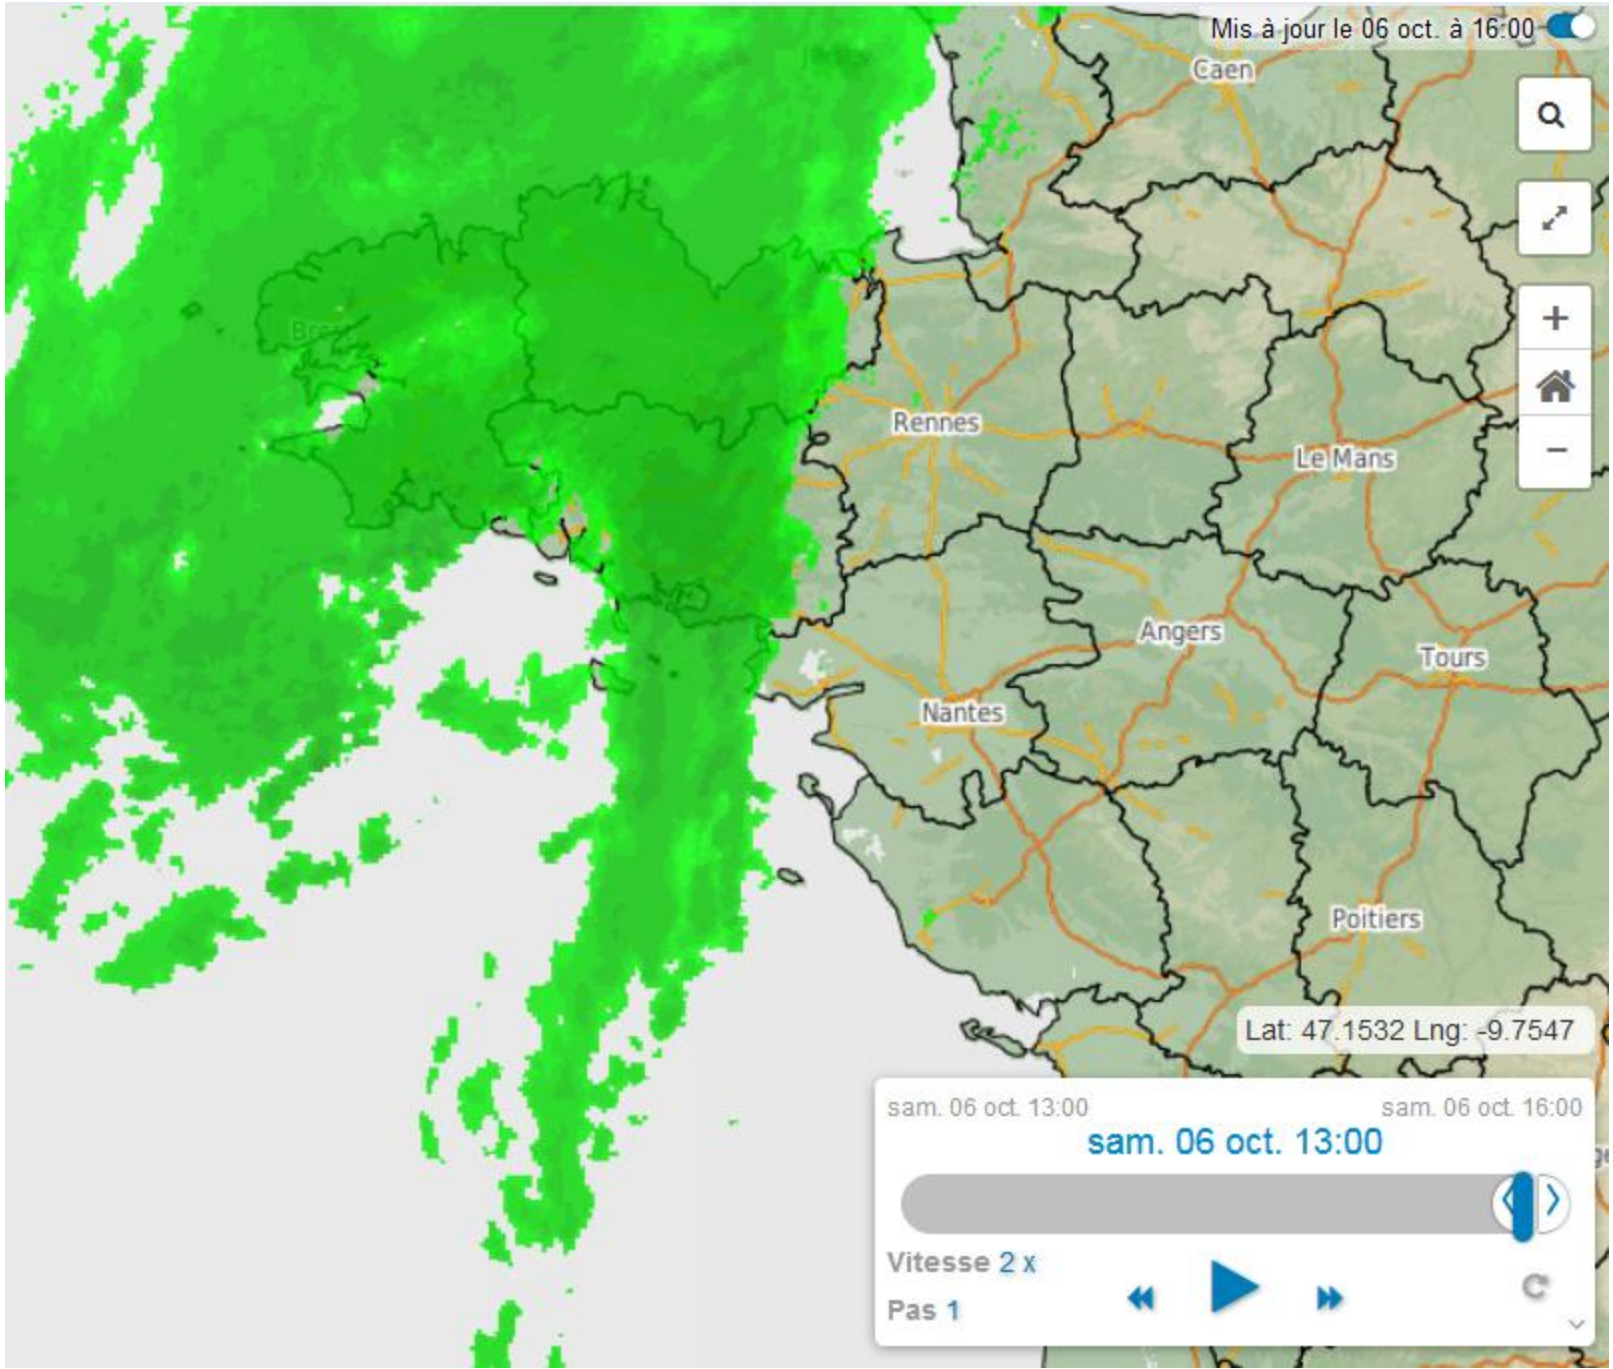 Mis à jour le 06 oct. à 16:00
Jersey
Caen
Brest
Rennes
Le Mans
Angers
Tours
Nantes
Poitiers
Lat: 47.1532 Lng: -9.7547
sam. 06 oct. 13:00
sam. 06 oct. 16:00
sam. 06 oct. 13:00
Vitesse 2 x
Pas 1